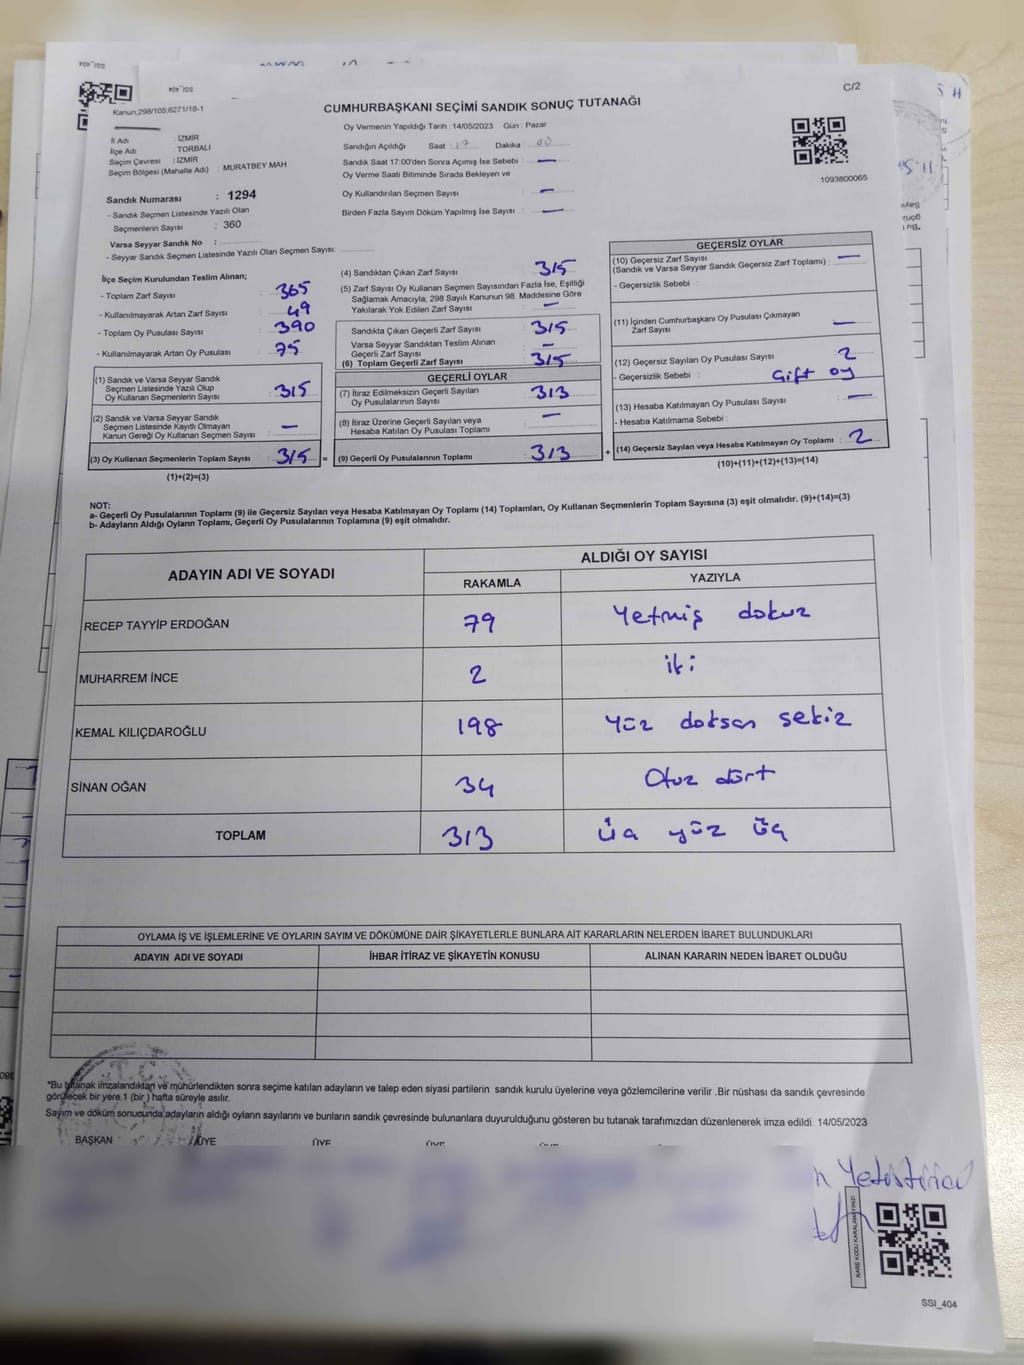 SSI_404
C/2
Kanun:298/105;6271/18-1
CUMHURBAŞKANI SEÇİMİ SANDIK SONUÇ TUTANAĞI
İl Adı : İZMİR
İlçe Adı : TORBALI
Seçim Çevresi : İZMİR
Seçim Bölgesi (Mahalle Adı) : MURATBEY MAH
Sandık Numarası : 1294
- Sandık Seçmen Listesinde Yazılı Olan
Seçmenlerin Sayısı : 360
Varsa Seyyar Sandık No :
- Seyyar Sandık Seçmen Listesinde Yazılı Olan Seçmen Sayısı:
Oy Vermenin Yapıldığı Tarih :14/05/2023 Gün : Pazar
Sandığın Açıldığı Saat : 17 Dakika : 00
Sandık Saat 17:00'den Sonra Açımış İse Sebebi : —
Oy Verme Saati Bitiminde Sırada Bekleyen ve
Oy Kullandırılan Seçmen Sayısı : —
Birden Fazla Sayım Döküm Yapılmış İse Sayısı : —
1093800065
İlçe Seçim Kurulundan Teslim Alınan;
- Toplam Zarf Sayısı : 365
- Kullanılmayarak Artan Zarf Sayısı : 49
- Toplam Oy Pusulası Sayısı : 390
- Kullanılmayarak Artan Oy Pusulası : 75
(1) Sandık ve Varsa Seyyar Sandık
Seçmen Listesinde Yazılı Olup
Oy Kullanan Seçmenlerin Sayısı : 315
(2) Sandık ve Varsa Seyyar Sandık
Seçmen Listesinde Kayıtlı Olmayan
Kanun Gereği Oy Kullanan Seçmen Sayısı : —
(3) Oy Kullanan Seçmenlerin Toplam Sayısı : 315 =
(1)+(2)=(3)
(4) Sandıktan Çıkan Zarf Sayısı : 315
(5) Zarf Sayısı Oy Kullanan Seçmen Sayısından Fazla İse, Eşitliği
Sağlamak Amacıyla, 298 Sayılı Kanunun 98. Maddesine Göre
Yakılarak Yok Edilen Zarf Sayısı : —
Sandıkta Çıkan Geçerli Zarf Sayısı : 315
Varsa Seyyar Sandıktan Teslim Alınan
Geçerli Zarf Sayısı : —
(6) Toplam Geçerli Zarf Sayısı : 315
GEÇERLİ OYLAR
(7) İtiraz Edilmeksizin Geçerli Sayılan
Oy Pusulalarının Sayısı : 313
(8) İtiraz Üzerine Geçerli Sayılan veya
Hesaba Katılan Oy Pusulası Toplamı : —
(9) Geçerli Oy Pusulalarının Toplamı : 313 +
GEÇERSİZ OYLAR
(10) Geçersiz Zarf Sayısı
(Sandık ve Varsa Seyyar Sandık Geçersiz Zarf Toplamı) : —
- Geçersizlik Sebebi :
(11) İçinden Cumhurbaşkanı Oy Pusulası Çıkmayan
Zarf Sayısı : —
(12) Geçersiz Sayılan Oy Pusulası Sayısı : 2
- Geçersizlik Sebebi : Çift oy
(13) Hesaba Katılmayan Oy Pusulası Sayısı : —
- Hesaba Katılmama Sebebi :
(14) Geçersiz Sayılan veya Hesaba Katılmayan Oy Toplamı : 2
(10)+(11)+(12)+(13)=(14)
NOT:
a- Geçerli Oy Pusulalarının Toplamı (9) ile Geçersiz Sayılan veya Hesaba Katılmayan Oy Toplamı (14) Toplamları, Oy Kullanan Seçmenlerin Toplam Sayısına (3) eşit olmalıdır. (9)+(14)=(3)
b- Adayların Aldığı Oyların Toplamı, Geçerli Oy Pusulalarının Toplamına (9) eşit olmalıdır.
ADAYIN ADI VE SOYADI ALDIĞI OY SAYISI
RAKAMLA YAZIYLA
RECEP TAYYİP ERDOĞAN 79 Yetmiş dokuz
MUHARREM İNCE 2 iki
KEMAL KILIÇDAROĞLU 198 Yüz doksan sekiz
SİNAN OĞAN 34 Otuz dört
TOPLAM 313 Üç yüz üç
OYLAMA İŞ VE İŞLEMLERİNE VE OYLARIN SAYIM VE DÖKÜMÜNE DAİR ŞİKAYETLERLE BUNLARA AİT KARARLARIN NELERDEN İBARET BULUNDUKLARI
ADAYIN ADI VE SOYADI İHBAR İTİRAZ VE ŞİKAYETİN KONUSU ALINAN KARARIN NEDEN İBARET OLDUĞU
*Bu tutanak imzalandıktan ve mühürlendikten sonra seçime katılan adayların ve talep eden siyasi partilerin sandık kurulu üyelerine veya gözlemcilerine verilir .Bir nüshası da sandık çevresinde
görülecek bir yere 1 (bir ) hafta süreyle asılır.
Sayım ve döküm sonucunda adayların aldığı oyların sayılarını ve bunların sandık çevresinde bulunanlara duyurulduğunu gösteren bu tutanak tarafımızdan düzenlenerek imza edildi. 14/05/2023
BAŞKAN ÜYE ÜYE ÜYE
KARE KODU KARALAMAYINIZ!
SSI_404